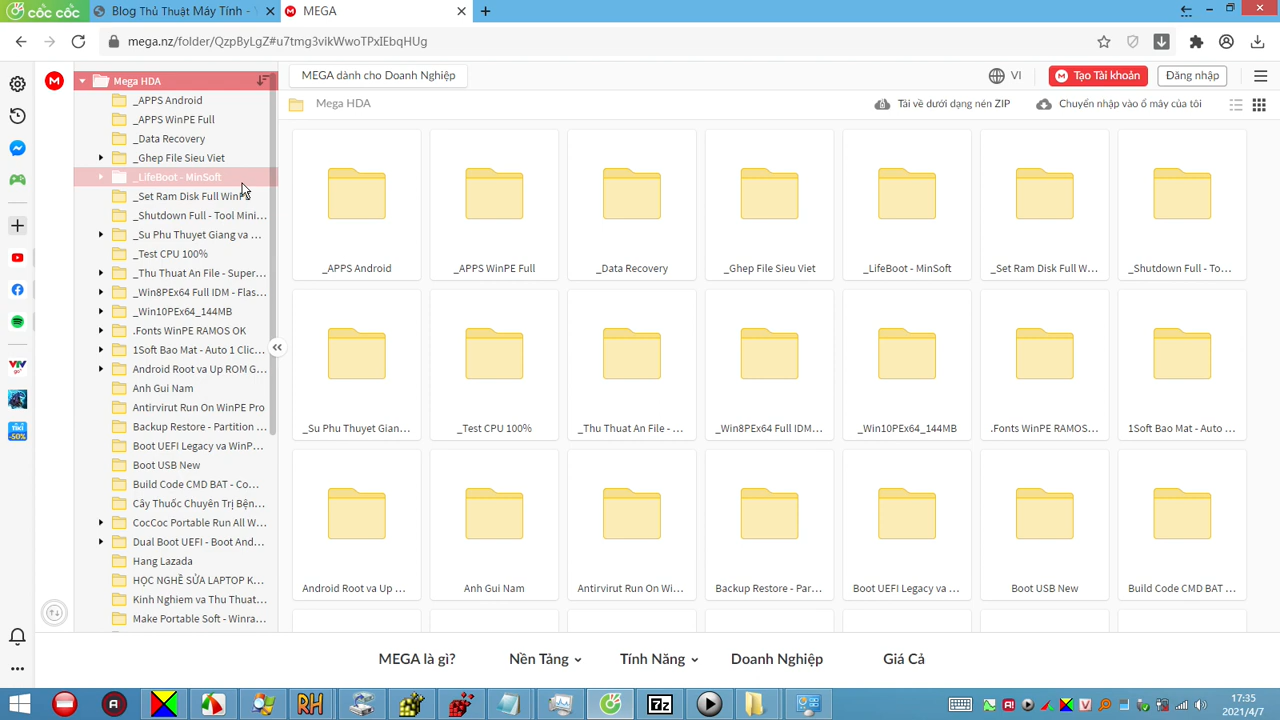 cốc cốc
Blog Thủ Thuật Máy Tính -
MEGA
mega.nz/folder/QzpByLgZ#u7tmg3vikWwoTPxIEbqHUg
Mega HDA
_APPS Android
_APPS WinPE Full
_Data Recovery
_Ghep File Sieu Viet
_LifeBoot - MinSoft
_Set Ram Disk Full WinPE
_Shutdown Full - Tool Mini...
_Su Phu Thuyet Giang va ...
_Test CPU 100%
_Thu Thuat An File - Super...
_Win8PEx64 Full IDM - Flas...
_Win10PEx64_144MB
.Fonts WinPE RAMOS OK
1Soft Bao Mat - Auto 1 Clic...
Android Root va Up ROM G...
Anh Gui Nam
Antirvirut Run On WinPE Pro
Backup Restore - Partition ...
Boot UEFI Legacy va WinP...
Boot USB New
Build Code CMD BAT - Co...
Cây Thuốc Chuyên Trị Bện...
CocCoc Portable Run All W...
Dual Boot UEFI - Boot And...
Hang Lazada
HỌC NGHỀ SỬA LAPTOP K...
Kinh Nghiem va Thu Thuat...
Make Portable Soft - Winra...
MEGA dành cho Doanh Nghiệp
VI
M Tạo Tài khoản
Đăng nhập
Mega HDA
Tải về dưới dạng nén ZIP
Chuyển nhập vào ổ máy của tôi
_APPS Android
_APPS WinPE Full
_Data Recovery
_Ghep File Sieu Viet
_LifeBoot - MinSoft
_Set Ram Disk Full W...
_Shutdown Full - To...
_Su Phu Thuyet Gian...
_Test CPU 100%
_Thu Thuat An File - ...
_Win8PEx64 Full IDM...
_Win10PEx64_144MB
.Fonts WinPE RAMOS...
1Soft Bao Mat - Auto ...
Android Root va Up ...
Anh Gui Nam
Antirvirut Run On Wi...
Backup Restore - Par...
Boot UEFI Legacy va ...
Boot USB New
Build Code CMD BAT ...
MEGA là gì?
Nền Tảng
Tính Năng
Doanh Nghiệp
Giá Cả
RH
7z
17:35
2021/4/7